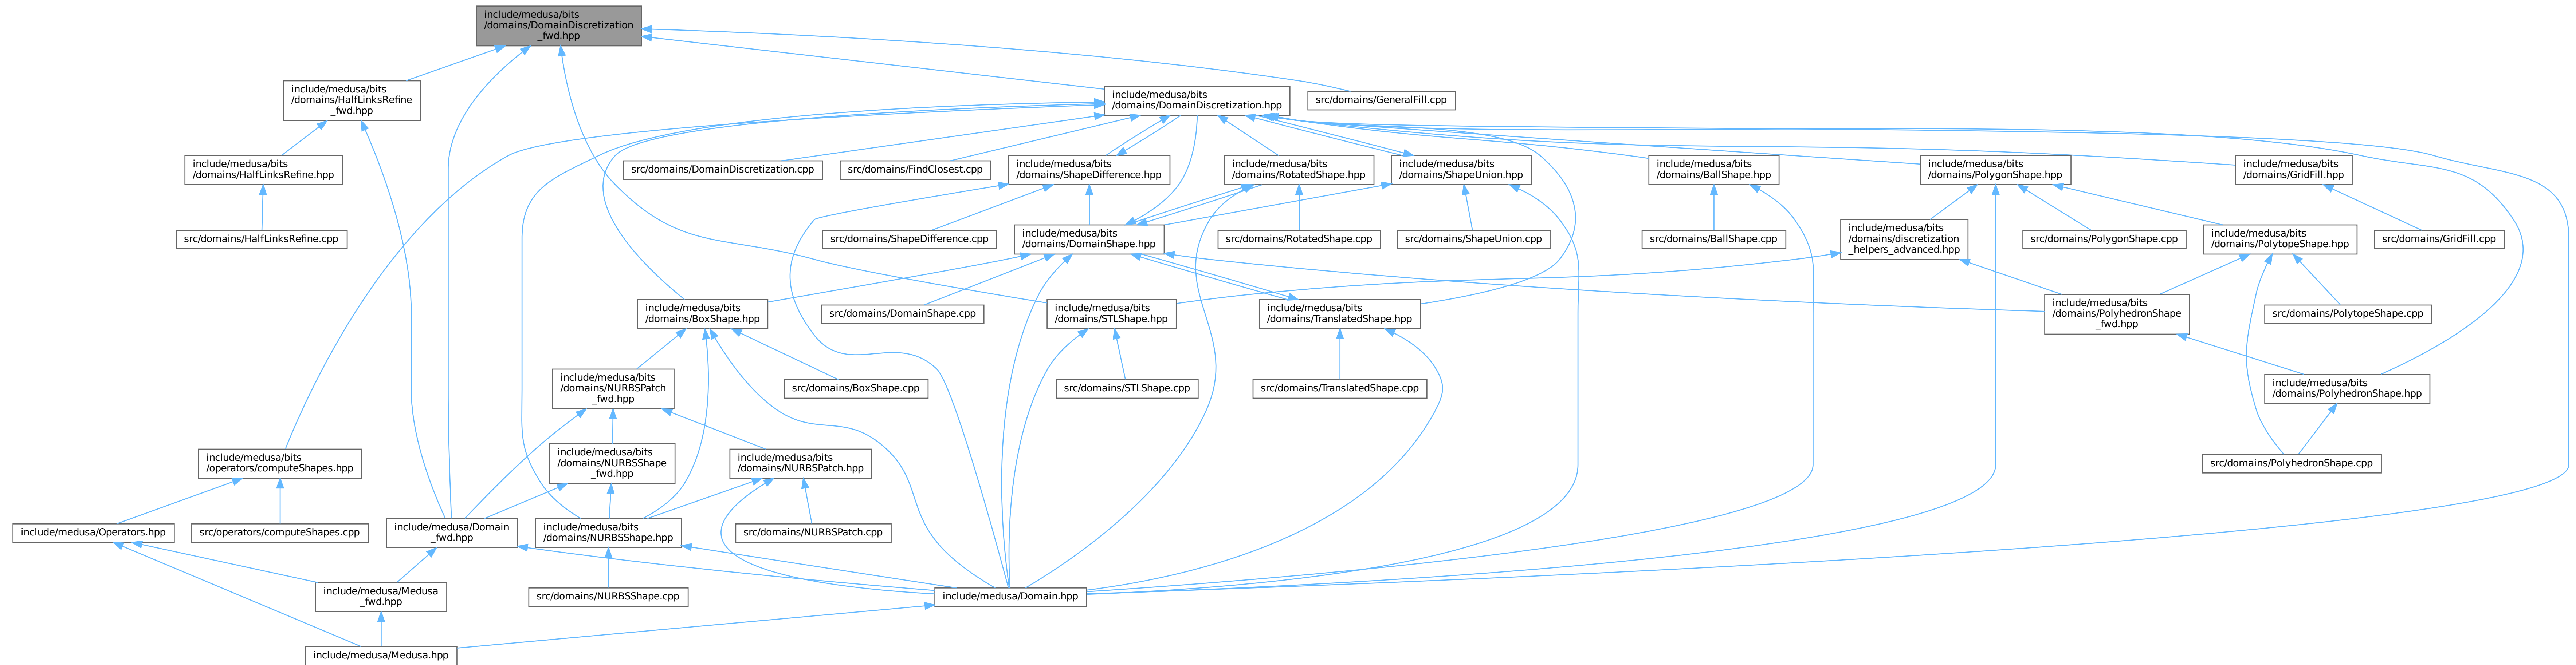 include/medusa/bits
/domains/DomainDiscretization
_fwd.hpp
include/medusa/bits
/domains/HalfLinksRefine
_fwd.hpp
include/medusa/bits
/domains/DomainDiscretization.hpp
src/domains/GeneralFill.cpp
include/medusa/bits
/domains/HalfLinksRefine.hpp
src/domains/DomainDiscretization.cpp
src/domains/FindClosest.cpp
include/medusa/bits
/domains/ShapeDifference.hpp
include/medusa/bits
/domains/RotatedShape.hpp
include/medusa/bits
/domains/ShapeUnion.hpp
include/medusa/bits
/domains/BallShape.hpp
include/medusa/bits
/domains/PolygonShape.hpp
include/medusa/bits
/domains/GridFill.hpp
src/domains/HalfLinksRefine.cpp
src/domains/ShapeDifference.cpp
include/medusa/bits
/domains/DomainShape.hpp
src/domains/RotatedShape.cpp
src/domains/ShapeUnion.cpp
src/domains/BallShape.cpp
include/medusa/bits
/domains/discretization
_helpers_advanced.hpp
src/domains/PolygonShape.cpp
include/medusa/bits
/domains/PolytopeShape.hpp
src/domains/GridFill.cpp
include/medusa/bits
/domains/BoxShape.hpp
src/domains/DomainShape.cpp
include/medusa/bits
/domains/STLShape.hpp
include/medusa/bits
/domains/TranslatedShape.hpp
include/medusa/bits
/domains/PolyhedronShape
_fwd.hpp
src/domains/PolytopeShape.cpp
include/medusa/bits
/domains/NURBSPatch
_fwd.hpp
src/domains/BoxShape.cpp
src/domains/STLShape.cpp
src/domains/TranslatedShape.cpp
include/medusa/bits
/domains/PolyhedronShape.hpp
include/medusa/bits
/operators/computeShapes.hpp
include/medusa/bits
/domains/NURBSShape
_fwd.hpp
include/medusa/bits
/domains/NURBSPatch.hpp
src/domains/PolyhedronShape.cpp
include/medusa/Operators.hpp
src/operators/computeShapes.cpp
include/medusa/Domain
_fwd.hpp
include/medusa/bits
/domains/NURBSShape.hpp
src/domains/NURBSPatch.cpp
include/medusa/Medusa
_fwd.hpp
src/domains/NURBSShape.cpp
include/medusa/Domain.hpp
include/medusa/Medusa.hpp